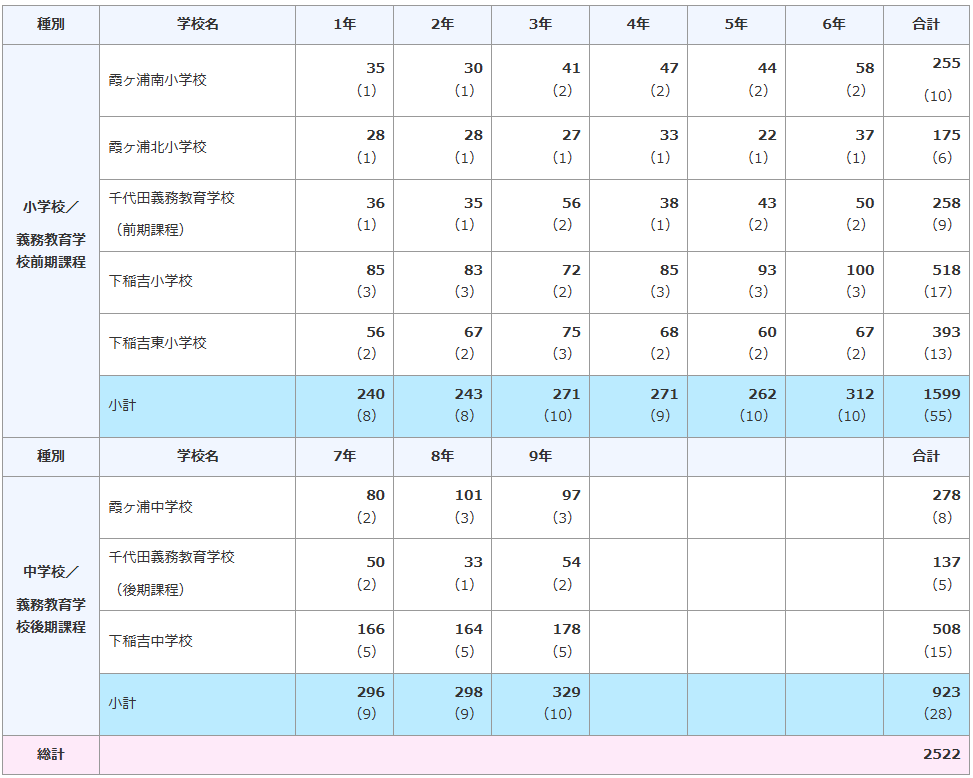 種別 学校名 1年 2年 3年 4年 5年 6年 合計
小学校／
義務教育学
校前期課程
霞ヶ浦南小学校 35 30 41 47 44 58 255
（1） （1） （2） （2） （2） （2） （10）
霞ヶ浦北小学校 28 28 27 33 22 37 175
（1） （1） （1） （1） （1） （1） （6）
千代田義務教育学校
（前期課程） 36 35 56 38 43 50 258
（1） （1） （2） （1） （2） （2） （9）
下稲吉小学校 85 83 72 85 93 100 518
（3） （3） （2） （3） （3） （3） （17）
下稲吉東小学校 56 67 75 68 60 67 393
（2） （2） （3） （2） （2） （2） （13）
小計 240 243 271 271 262 312 1599
（8） （8） （10） （9） （10） （10） （55）
種別 学校名 7年 8年 9年 合計
中学校／
義務教育学
校後期課程
霞ヶ浦中学校 80 101 97 278
（2） （3） （3） （8）
千代田義務教育学校
（後期課程） 50 33 54 137
（2） （1） （2） （5）
下稲吉中学校 166 164 178 508
（5） （5） （5） （15）
小計 296 298 329 923
（9） （9） （10） （28）
総計 2522